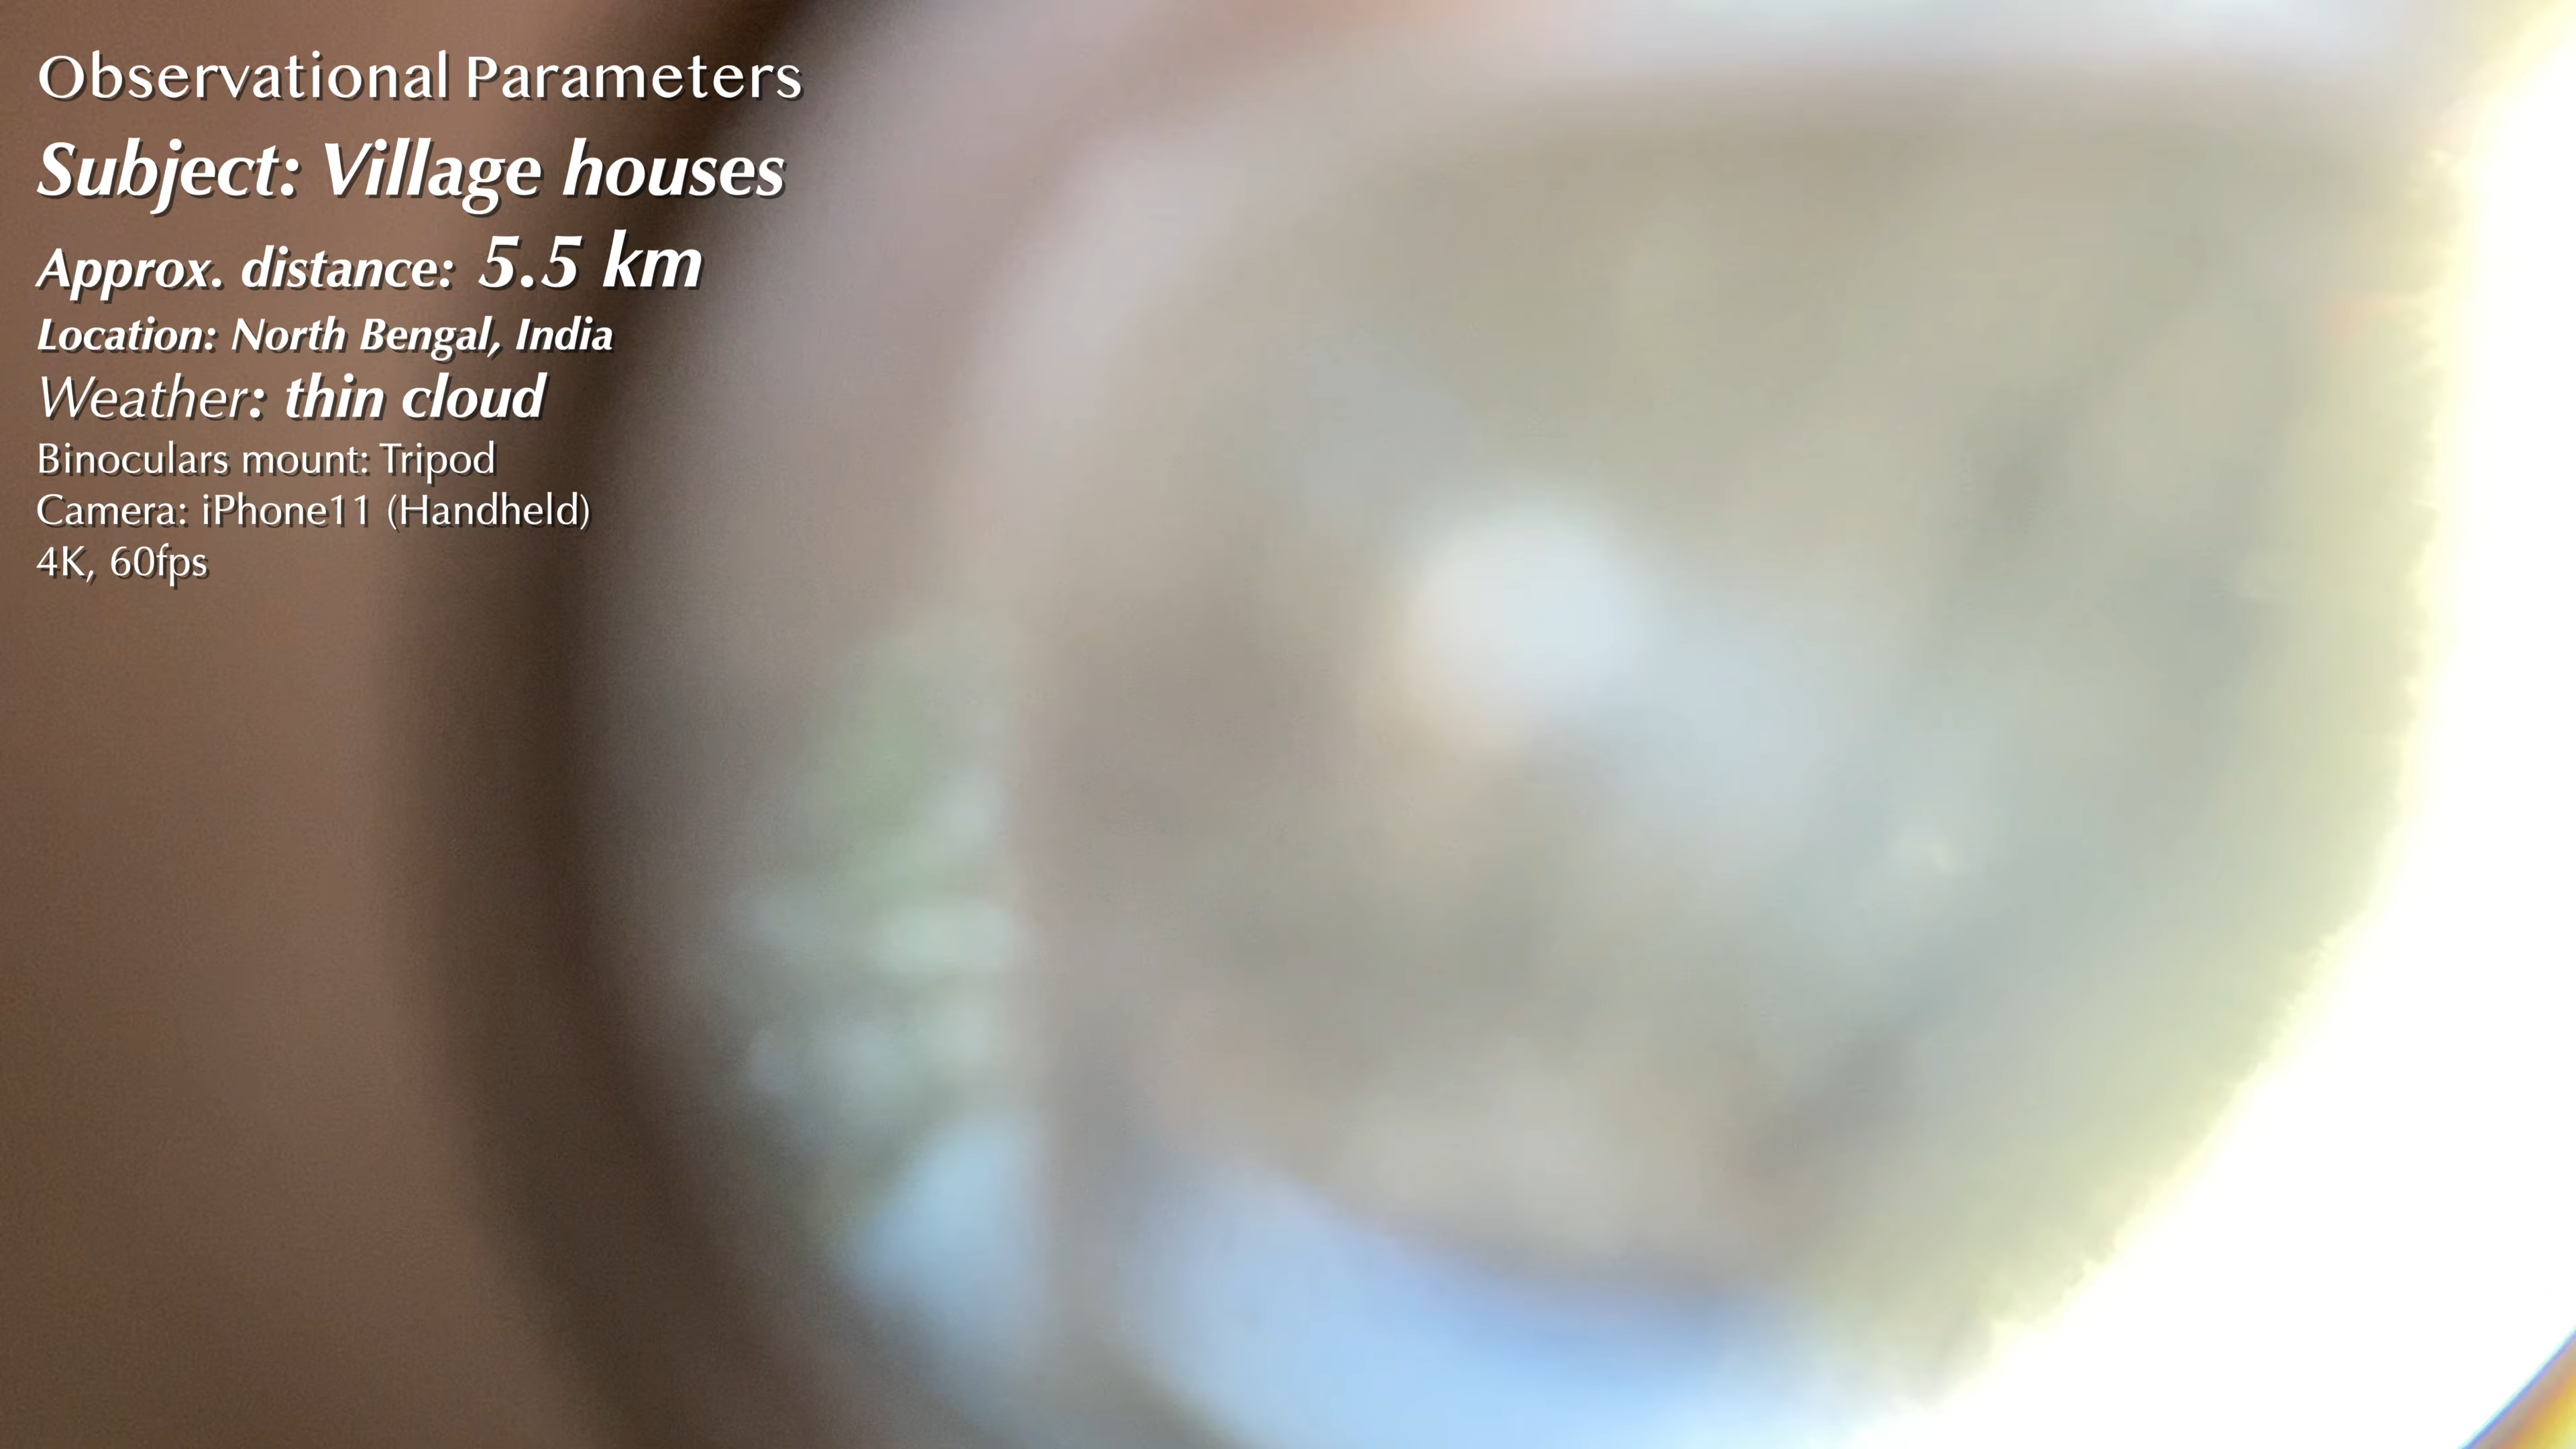 Observational Parameters
Subject: Village houses
Approx. distance: 5.5 km
Location: North Bengal, India
Weather: thin cloud
Binoculars mount: Tripod
Camera: iPhone11 (Handheld)
4K, 60fps